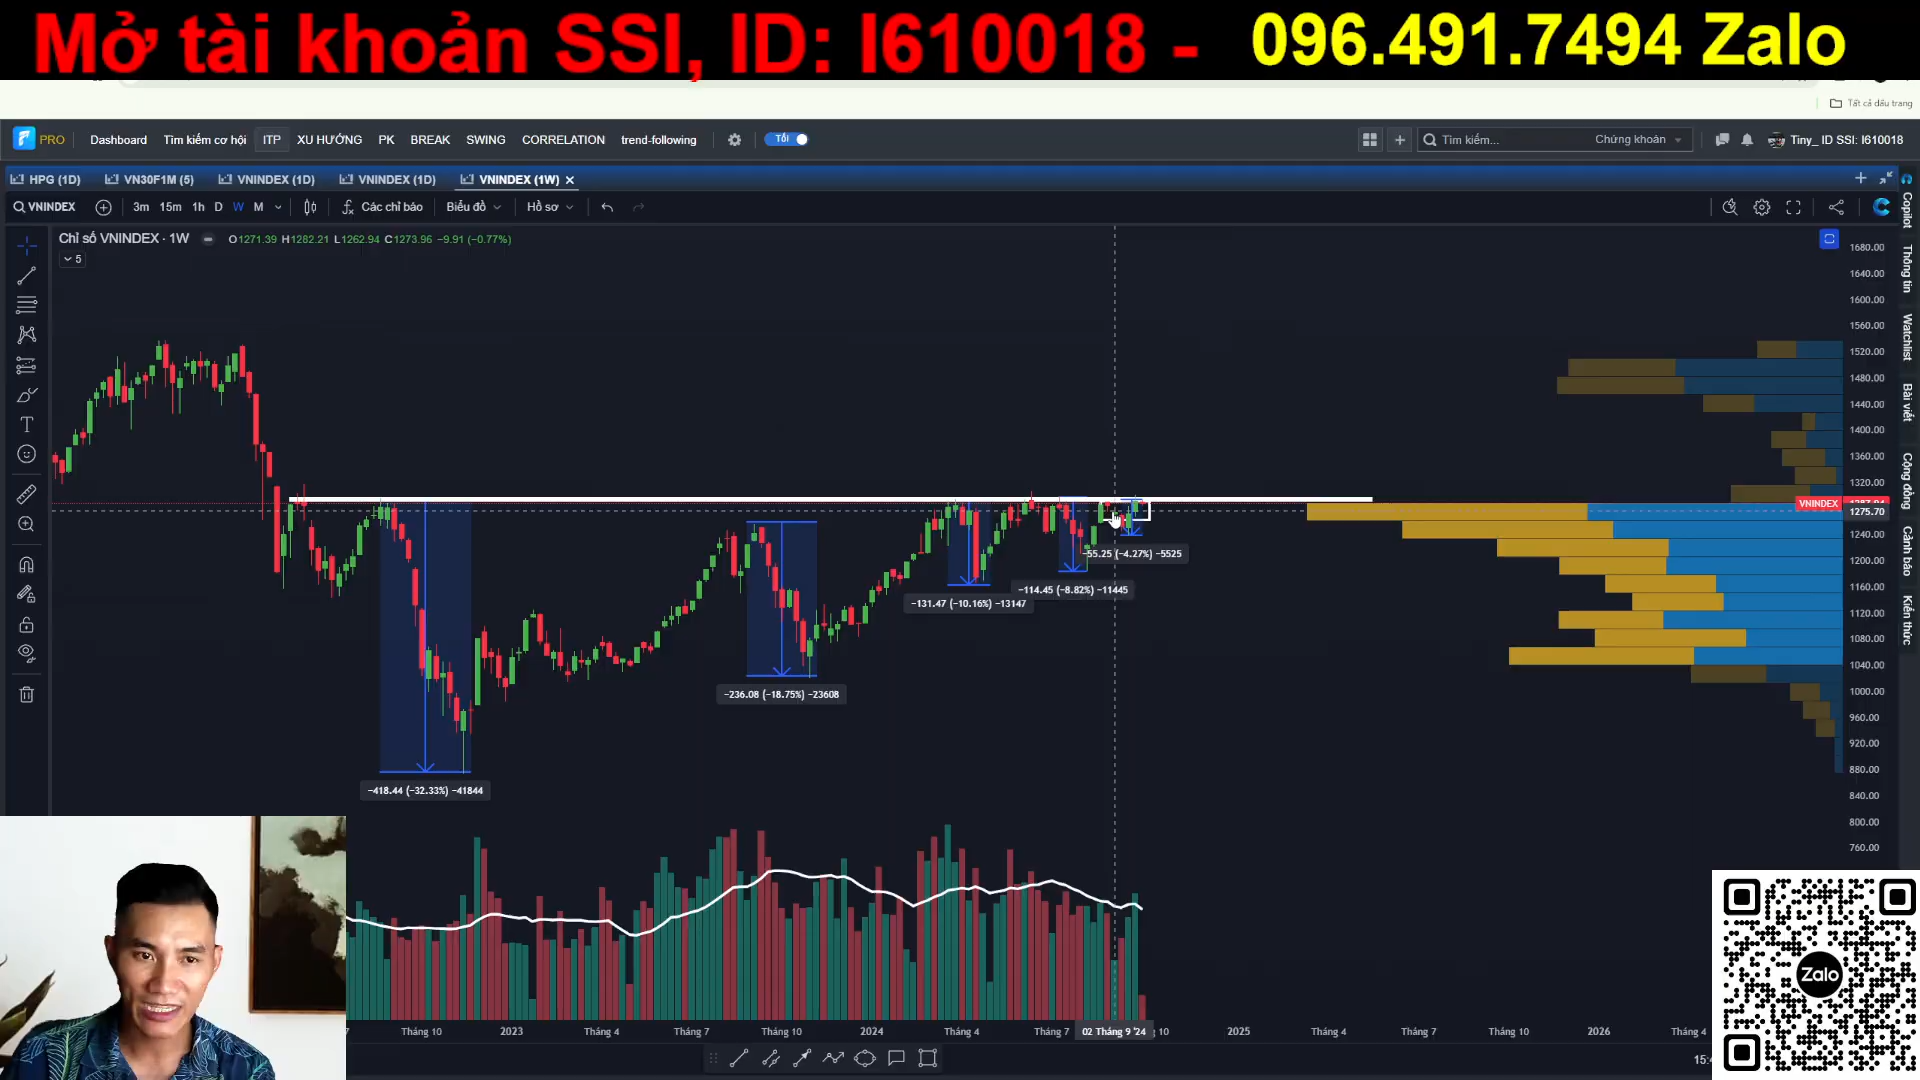 Mở tài khoản SSI, ID: I610018 - 096.491.7494 Zalo
Tất cả dấu trang
PRO Dashboard Tìm kiếm cơ hội ITP XU HƯỚNG PK BREAK SWING CORRELATION trend-following Tối Tìm kiếm... Chứng khoán Tiny_ ID SSI: I610018
HPG (1D) VN30F1M (5) VNINDEX (1D) VNINDEX (1D) VNINDEX (1W)
VNINDEX 3m 15m 1h D W M Các chỉ báo Biểu đồ Hồ sơ
Chỉ số VNINDEX · 1W O1271.39 H1282.21 L1262.94 C1273.96 −9.91 (−0.77%)
5
Copilot
Thông tin
Watchlist
Bài viết
Cộng đồng
Cảnh báo
Kiến thức
1680.00
1640.00
1600.00
1560.00
1520.00
1480.00
1440.00
1400.00
1360.00
1320.00
VNINDEX
1275.70
1240.00
1200.00
1160.00
1120.00
1080.00
1040.00
1000.00
960.00
920.00
880.00
840.00
800.00
760.00
−55.25 (−4.27%) −5525
−114.45 (−8.82%) −11445
−131.47 (−10.16%) −13147
−236.08 (−18.75%) −23608
−418.44 (−32.33%) −41844
Zalo
Tháng 10 2023 Tháng 4 Tháng 7 Tháng 10 2024 Tháng 4 Tháng 7 02 Tháng 9 '24 10 2025 Tháng 4 Tháng 7 Tháng 10 2026 Tháng 4